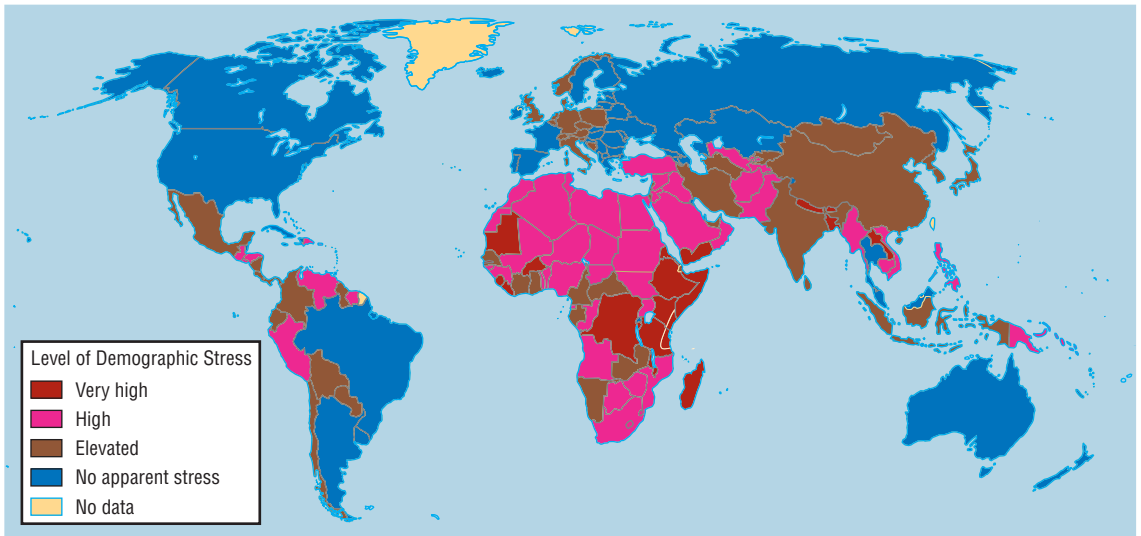 Level of Demographic Stress
Very high
High
Elevated
No apparent stress
No data